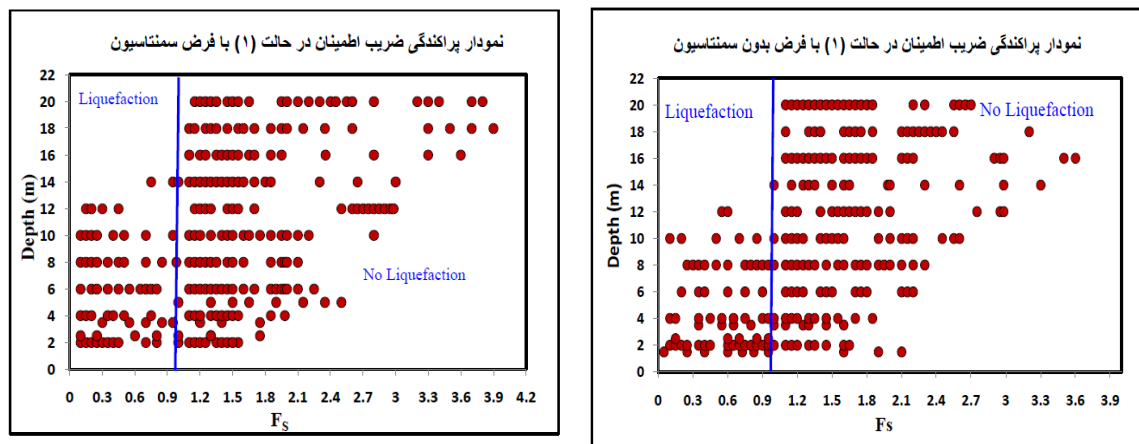 نمودار پراکندگی ضریب اطمینان در حالت (۱) با فرض سمنتاسیون
22
20
18
16
14
12
10
8
6
4
2
0
Depth (m)
Liquefaction
No Liquefaction
0 0.3 0.6 0.9 1.2 1.5 1.8 2.1 2.4 2.7 3 3.3 3.6 3.9 4.2
FS
نمودار پراکندگی ضریب اطمینان در حالت (۱) با فرض بدون سمنتاسیون
22
20
18
16
14
12
10
8
6
4
2
0
Depth (m)
Liquefaction
No Liquefaction
0 0.3 0.6 0.9 1.2 1.5 1.8 2.1 2.4 2.7 3 3.3 3.6 3.9
Fs